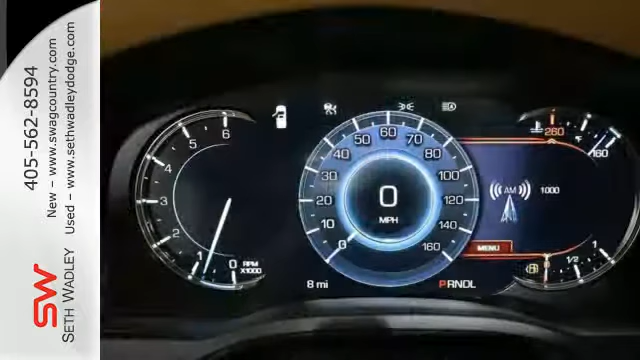 405-562-8594
New – www.swagcountry.com
Used – www.sethwadleydodge.com
SW
SETH WADLEY
6
5
4
3
2
1
0
RPM
X1000
60
50
70
40
80
30
100
20
120
10
140
0
160
0
MPH
8 mi
PRNDL
AM
1000
MENU
260
°F
160
1
1/2